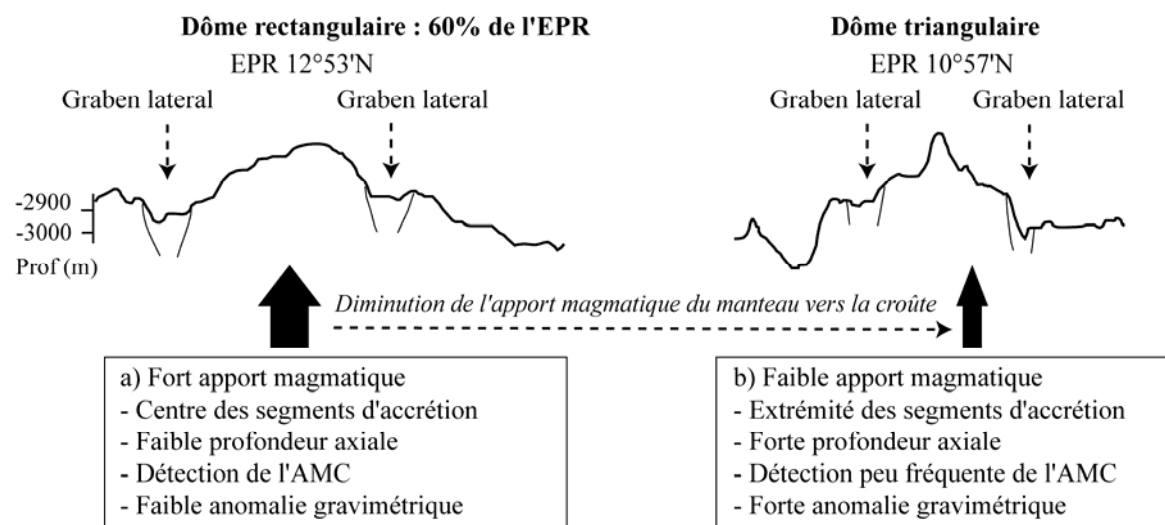 Dôme rectangulaire : 60% de l'EPR
EPR 12°53'N
Graben lateral
Graben lateral
-2900
-3000
Prof (m)
Dôme triangulaire
EPR 10°57'N
Graben lateral
Graben lateral
Diminution de l'apport magmatique du manteau vers la croûte
a) Fort apport magmatique
- Centre des segments d'accrétion
- Faible profondeur axiale
- Détection de l'AMC
- Faible anomalie gravimétrique
b) Faible apport magmatique
- Extrémité des segments d'accrétion
- Forte profondeur axiale
- Détection peu fréquente de l'AMC
- Forte anomalie gravimétrique